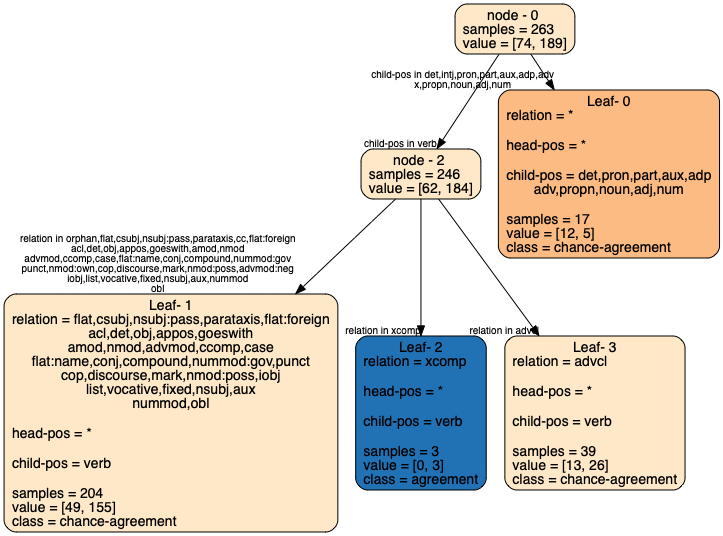 node - 0
samples = 263
value = [74, 189]
child-pos in det,intj,pron,part,aux,adp,adv
x,propn,noun,adj,num
Leaf- 0
relation = *
head-pos = *
child-pos = det,pron,part,aux,adp
adv,propn,noun,adj,num
samples = 17
value = [12, 5]
class = chance-agreement
child-pos in verb
node - 2
samples = 246
value = [62, 184]
relation in orphan,flat,csubj,nsubj:pass,parataxis,cc,flat:foreign
acl,det,obj,appos,goeswith,amod,nmod
advmod,ccomp,case,flat:name,conj,compound,nummod:gov
punct,nmod:own,cop,discourse,mark,nmod:poss,advmod:neg
iobj,list,vocative,fixed,nsubj,aux,nummod
obl
Leaf- 1
relation = flat,csubj,nsubj:pass,parataxis,flat:foreign
acl,det,obj,appos,goeswith
amod,nmod,advmod,ccomp,case
flat:name,conj,compound,nummod:gov,punct
cop,discourse,mark,nmod:poss,iobj
list,vocative,fixed,nsubj,aux
nummod,obl
head-pos = *
child-pos = verb
samples = 204
value = [49, 155]
class = chance-agreement
relation in xcomp
Leaf- 2
relation = xcomp
head-pos = *
child-pos = verb
samples = 3
value = [0, 3]
class = agreement
relation in advcl
Leaf- 3
relation = advcl
head-pos = *
child-pos = verb
samples = 39
value = [13, 26]
class = chance-agreement